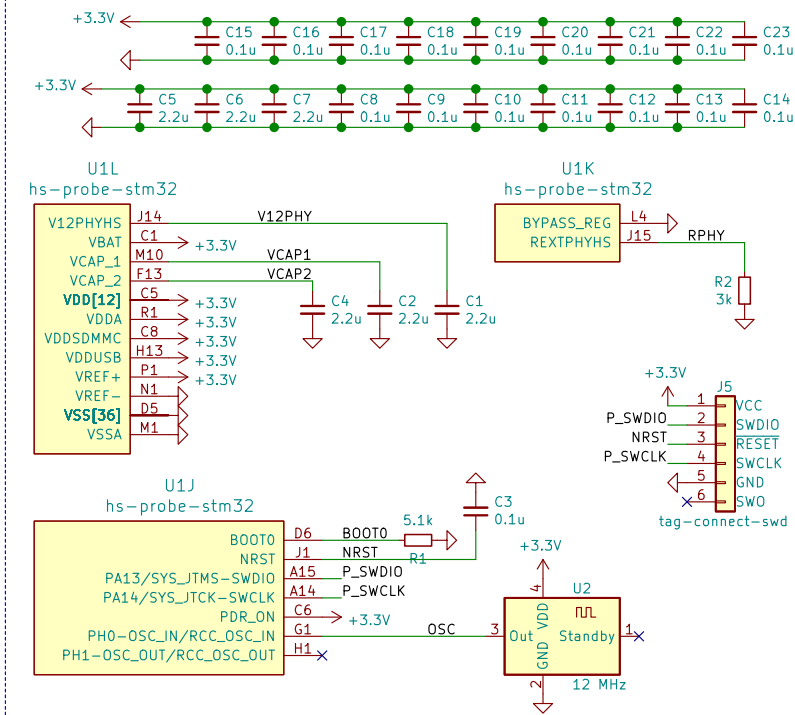 +3.3V
C15 C16 C17 C18 C19 C20 C21 C22 C23
0.1u 0.1u 0.1u 0.1u 0.1u 0.1u 0.1u 0.1u 0.1u
+3.3V
C5 C6 C7 C8 C9 C10 C11 C12 C13 C14
2.2u 2.2u 2.2u 0.1u 0.1u 0.1u 0.1u 0.1u 0.1u 0.1u
U1L
hs-probe-stm32
V12PHYHS J14 V12PHY
VBAT C1 +3.3V
VCAP_1 M10 VCAP1
VCAP_2 F13 VCAP2
VDD[12] C5 +3.3V
VDDA R1 +3.3V
VDDSDMMC C8 +3.3V
VDDUSB H13 +3.3V
VREF+ P1 +3.3V
VREF- N1
VSS[36] D5
VSSA M1
C4 C2 C1
2.2u 2.2u 2.2u
U1K
hs-probe-stm32
BYPASS_REG L4
REXTPHYHS J15 RPHY
R2
3k
J5
+3.3V
1 VCC
P_SWDIO 2 SWDIO
NRST 3 RESET
P_SWCLK 4 SWCLK
5 GND
6 SWO
tag-connect-swd
U1J
hs-probe-stm32
BOOT0 D6 BOOT0
5.1k
R1
NRST J1 NRST
C3
0.1u
PA13/SYS_JTMS-SWDIO A15 P_SWDIO
PA14/SYS_JTCK-SWCLK A14 P_SWCLK
PDR_ON C6 +3.3V
PH0-OSC_IN/RCC_OSC_IN G1 OSC
PH1-OSC_OUT/RCC_OSC_OUT H1
+3.3V
U2
4 VDD
3 Out Standby 1
GND 2
12 MHz